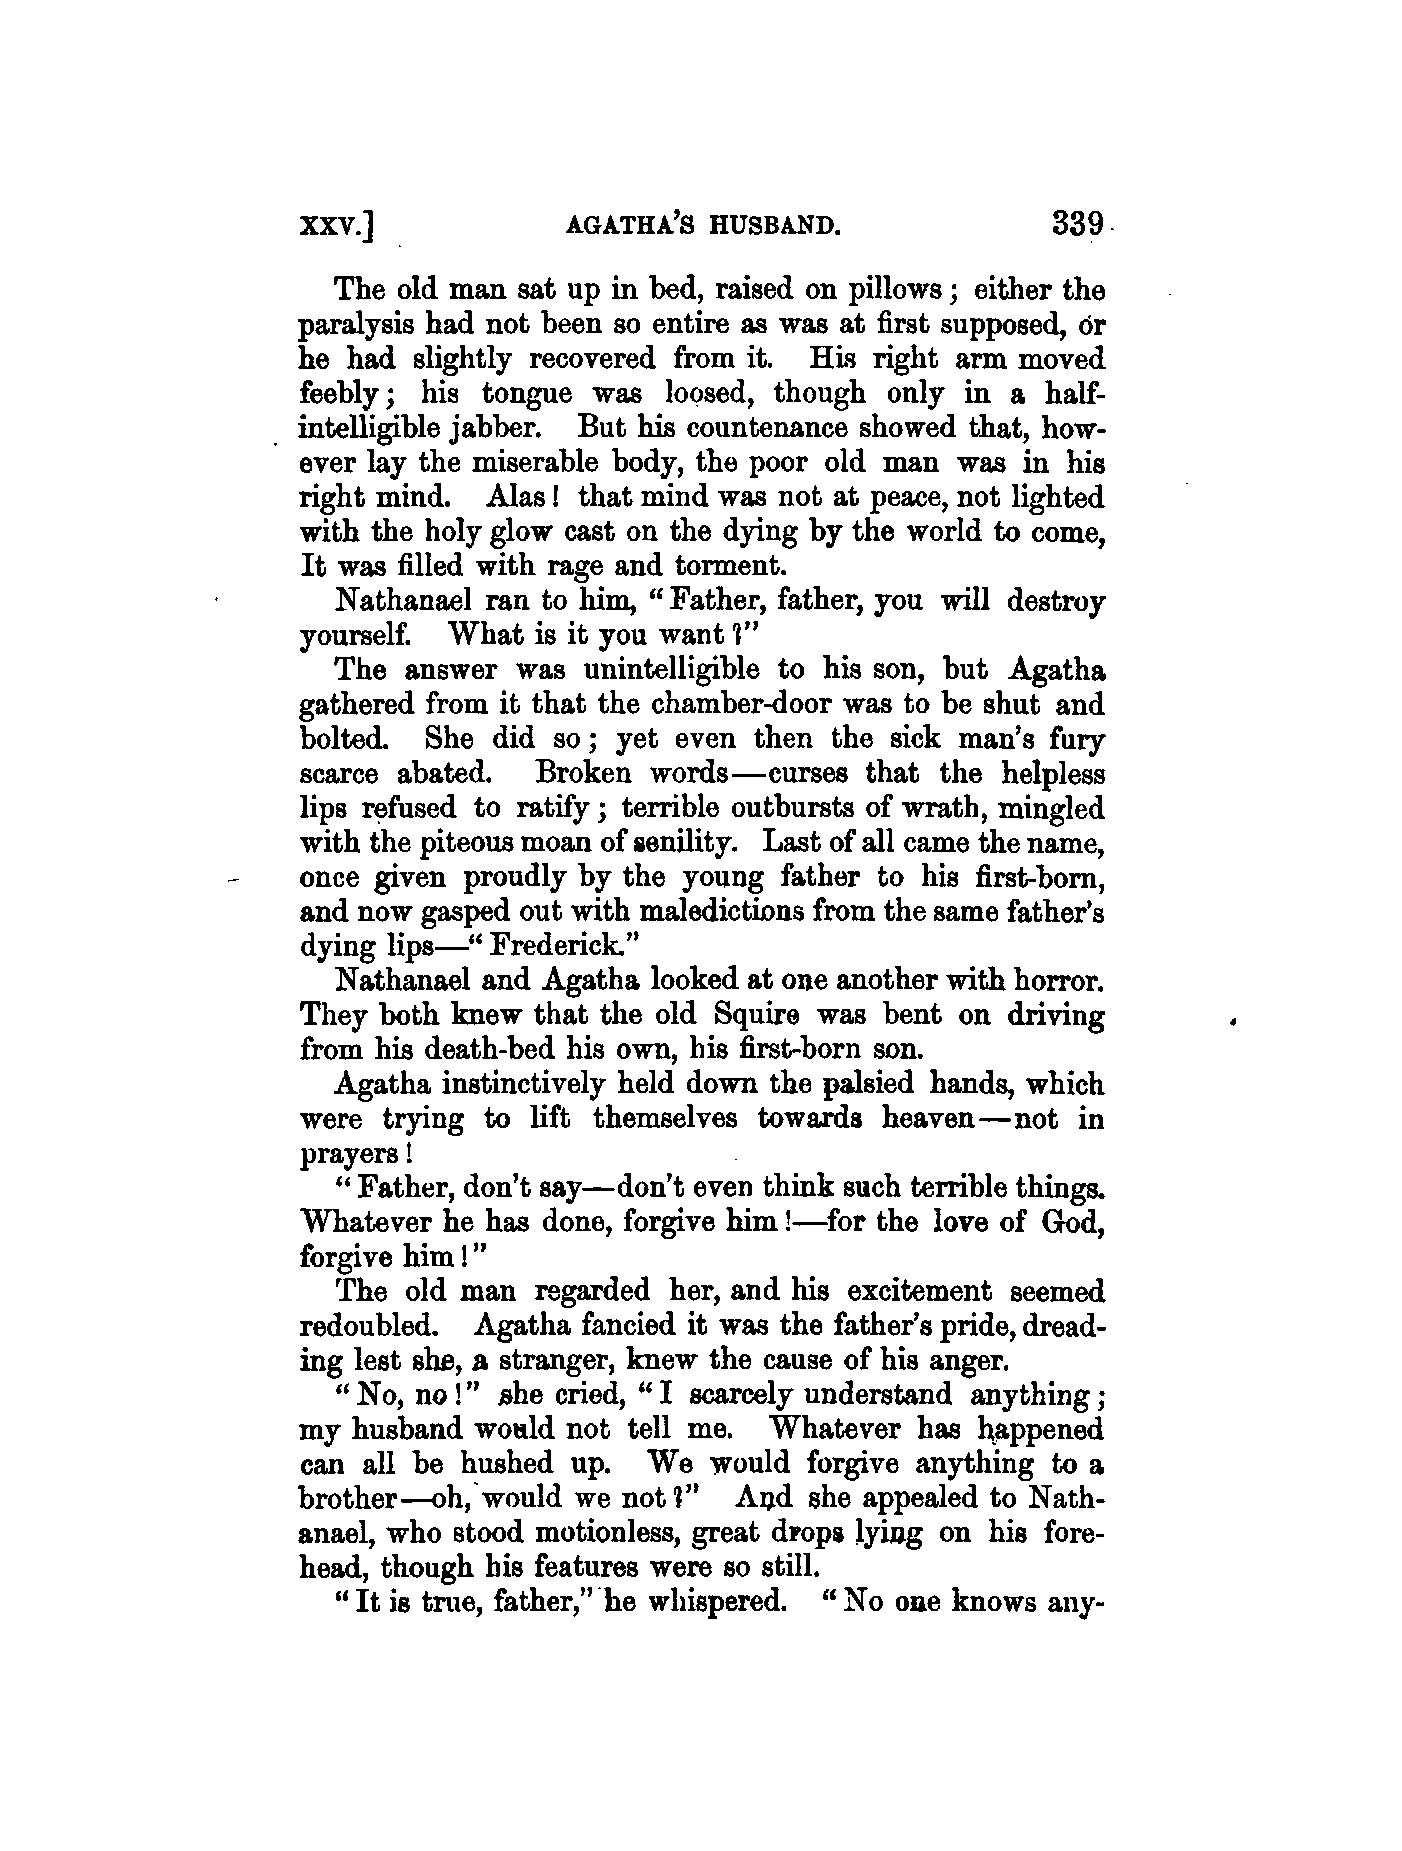 XXV.] AGATHA'S HUSBAND. 339
The old man sat up in bed, raised on pillows; either the
paralysis had not been so entire as was at first supposed, or
he had slightly recovered from it. His right arm moved
feebly; his tongue was loosed, though only in a half-
intelligible jabber. But his countenance showed that, how-
ever lay the miserable body, the poor old man was in his
right mind. Alas! that mind was not at peace, not lighted
with the holy glow cast on the dying by the world to come,
It was filled with rage and torment.
Nathanael ran to him, "Father, father, you will destroy
yourself. What is it you want?"
The answer was unintelligible to his son, but Agatha
gathered from it that the chamber-door was to be shut and
bolted. She did so; yet even then the sick man's fury
scarce abated. Broken words—curses that the helpless
lips refused to ratify; terrible outbursts of wrath, mingled
with the piteous moan of senility. Last of all came the name,
once given proudly by the young father to his first-born,
and now gasped out with maledictions from the same father's
dying lips—"Frederick."
Nathanael and Agatha looked at one another with horror.
They both knew that the old Squire was bent on driving
from his death-bed his own, his first-born son.
Agatha instinctively held down the palsied hands, which
were trying to lift themselves towards heaven—not in
prayers!
"Father, don't say—don't even think such terrible things.
Whatever he has done, forgive him!—for the love of God,
forgive him!"
The old man regarded her, and his excitement seemed
redoubled. Agatha fancied it was the father's pride, dread-
ing lest she, a stranger, knew the cause of his anger.
"No, no!" she cried, "I scarcely understand anything;
my husband would not tell me. Whatever has happened
can all be hushed up. We would forgive anything to a
brother—oh, would we not?" And she appealed to Nath-
anael, who stood motionless, great drops lying on his fore-
head, though his features were so still.
"It is true, father," he whispered. "No one knows any-